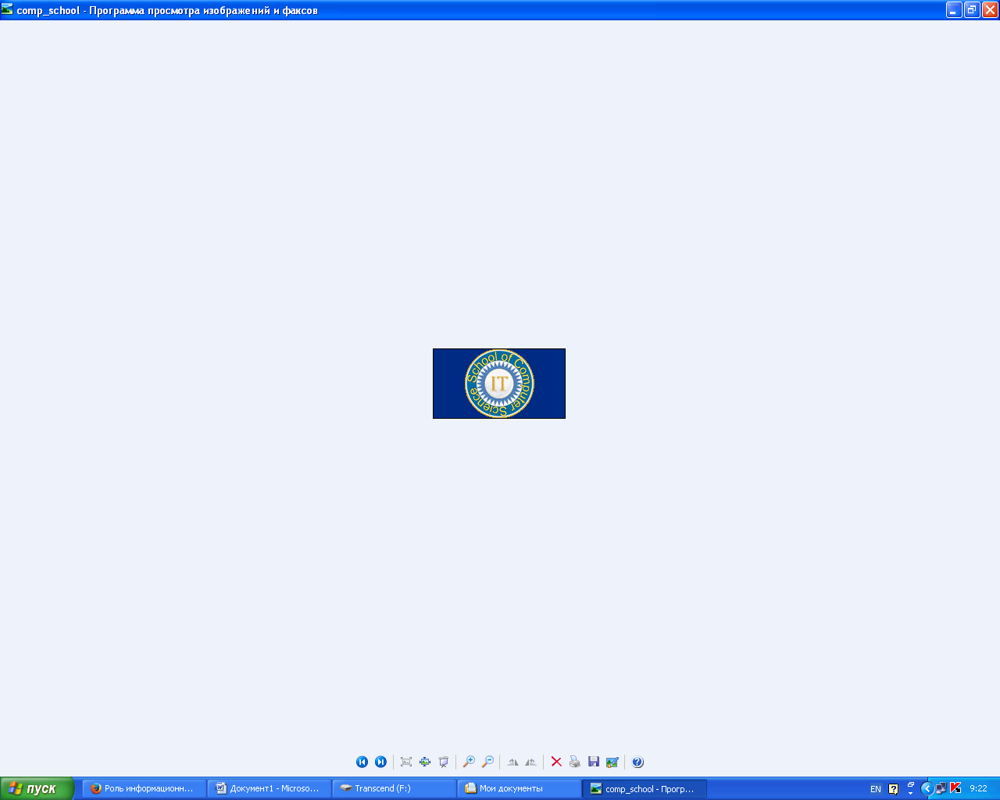 comp_school - Программа просмотра изображений и факсов
School of Computer Science
IT
пуск
Роль информационн...
Документ1 - Microso...
Transcend (F:)
Мои документы
comp_school - Прогр...
EN
9:22